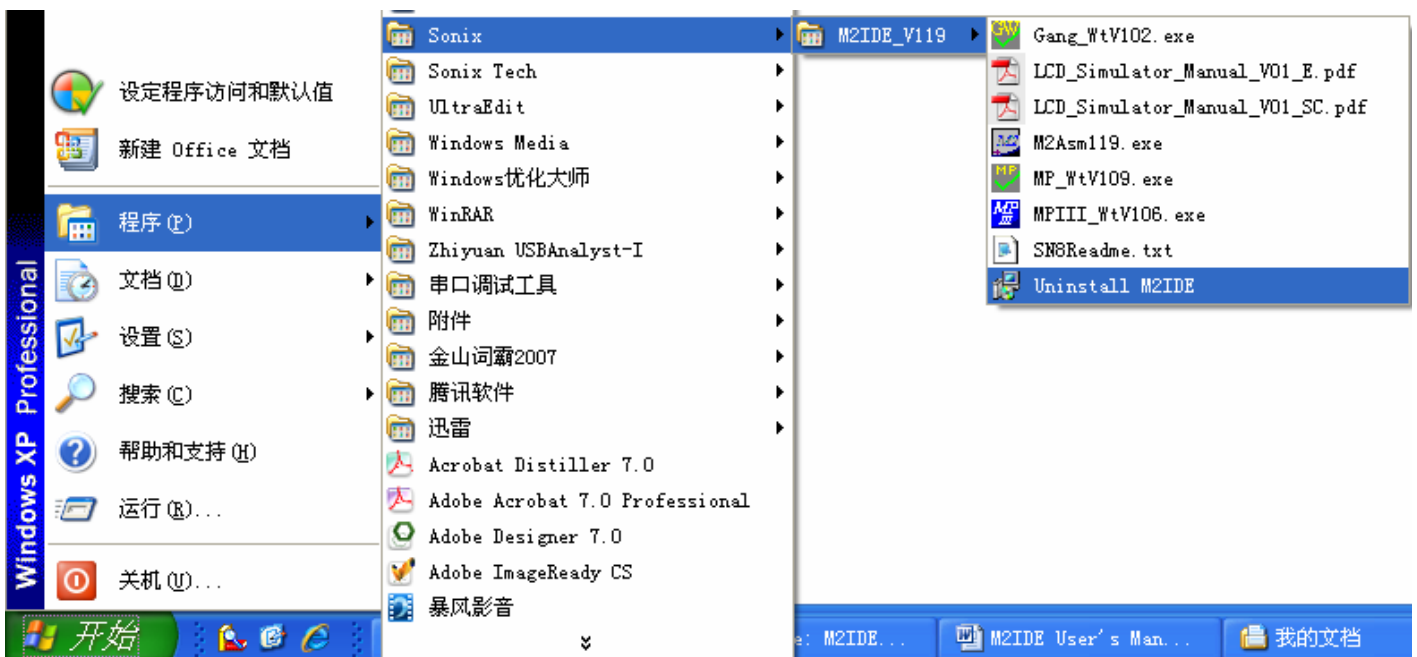 Windows XP Professional
设定程序访问和默认值
新建 Office 文档
程序(P)
文档(D)
设置(S)
搜索(C)
帮助和支持(H)
运行(R)...
关机(U)...
Sonix
Sonix Tech
UltraEdit
Windows Media
Windows优化大师
WinRAR
Zhiyuan USBAnalyst-I
串口调试工具
附件
金山词霸2007
腾讯软件
迅雷
Acrobat Distiller 7.0
Adobe Acrobat 7.0 Professional
Adobe Designer 7.0
Adobe ImageReady CS
暴风影音
M2IDE_V119
Gang_WtV102.exe
LCD_Simulator_Manual_V01_E.pdf
LCD_Simulator_Manual_V01_SC.pdf
M2Asm119.exe
MP_WtV109.exe
MPIII_WtV106.exe
SN8Readme.txt
Uninstall M2IDE
开始
: M2IDE...
M2IDE User's Man...
我的文档